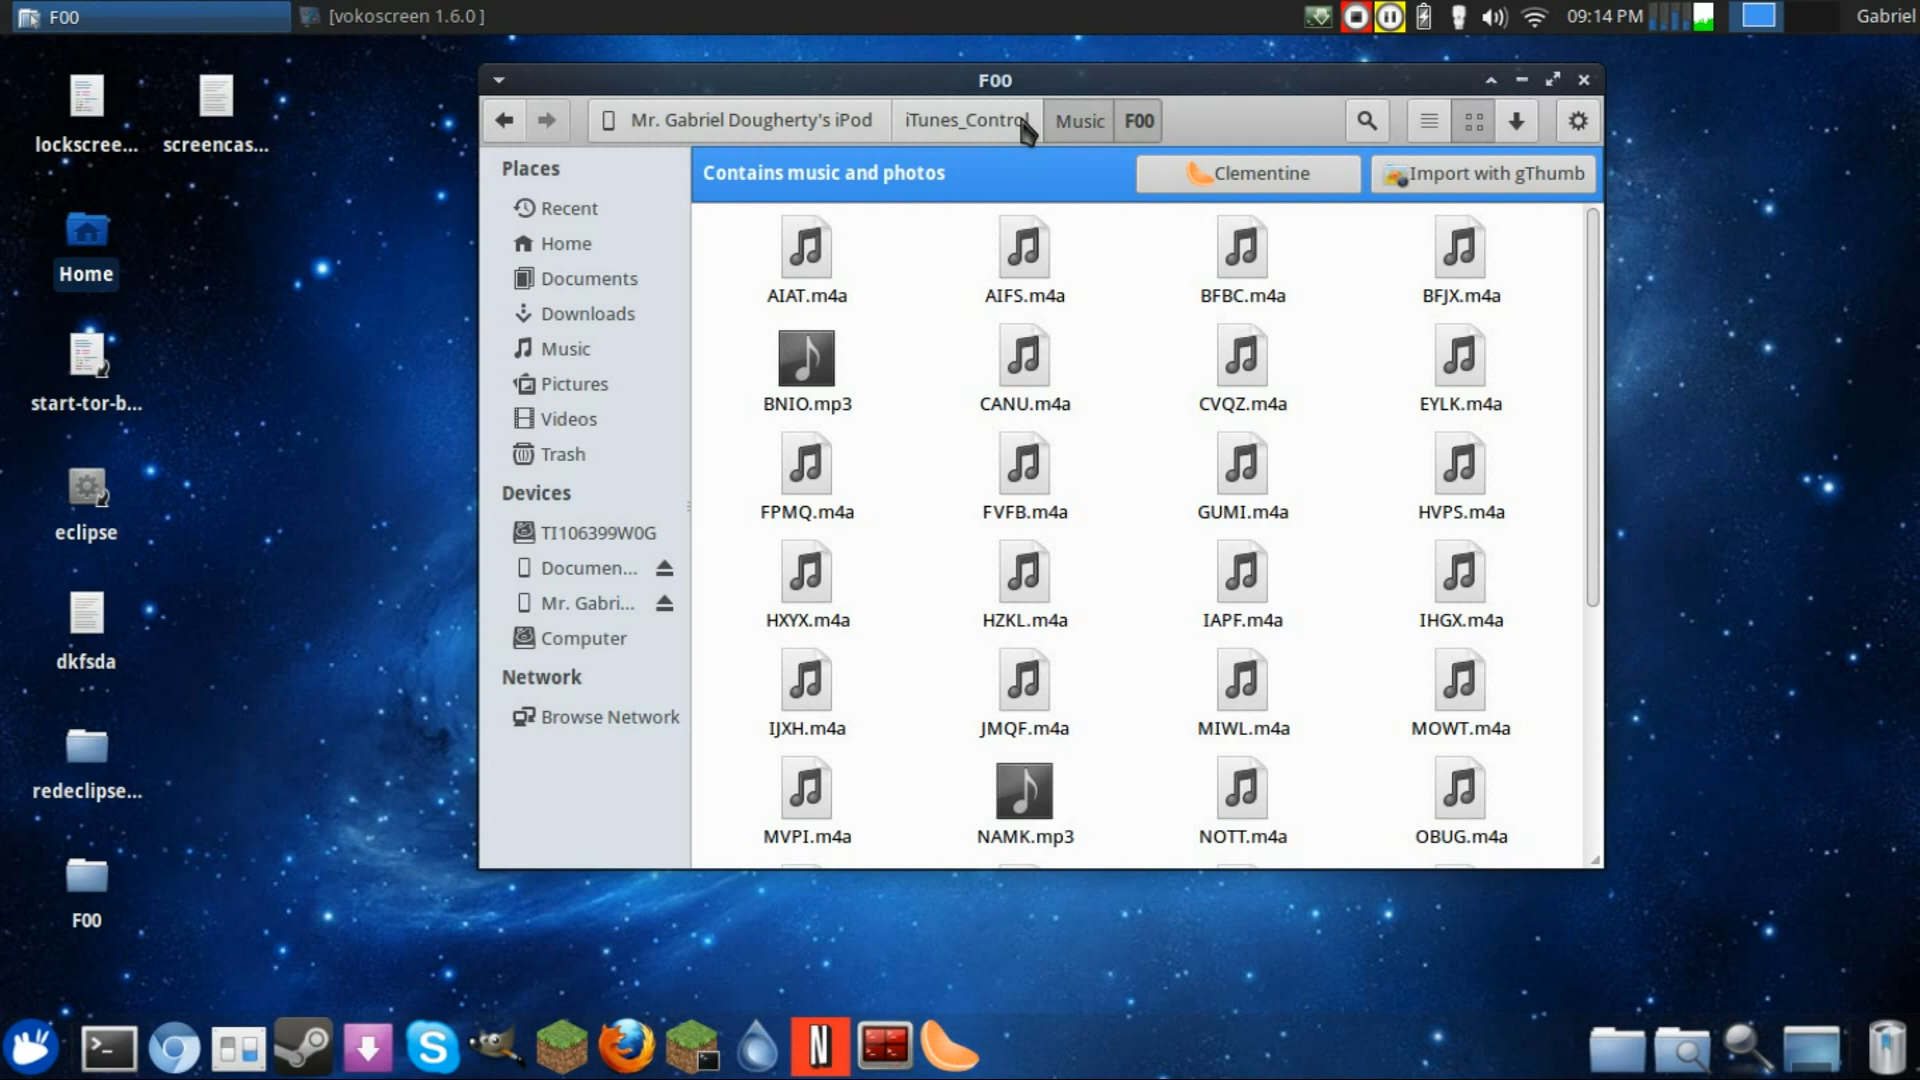 F00
[vokoscreen 1.6.0 ]
09:14 PM
Gabriel
lockscree...
screencas...
Home
start-tor-b...
eclipse
dkfsda
redeclipse...
F00
F00
Mr. Gabriel Dougherty's iPod
iTunes_Control
Music
F00
Contains music and photos
Clementine
Import with gThumb
Places
Recent
Home
Documents
Downloads
Music
Pictures
Videos
Trash
Devices
TI106399W0G
Documen...
Mr. Gabri...
Computer
Network
Browse Network
AIAT.m4a
AIFS.m4a
BFBC.m4a
BFJX.m4a
BNIO.mp3
CANU.m4a
CVQZ.m4a
EYLK.m4a
FPMQ.m4a
FVFB.m4a
GUMI.m4a
HVPS.m4a
HXYX.m4a
HZKL.m4a
IAPF.m4a
IHGX.m4a
IJXH.m4a
JMQF.m4a
MIWL.m4a
MOWT.m4a
MVPI.m4a
NAMK.mp3
NOTT.m4a
OBUG.m4a